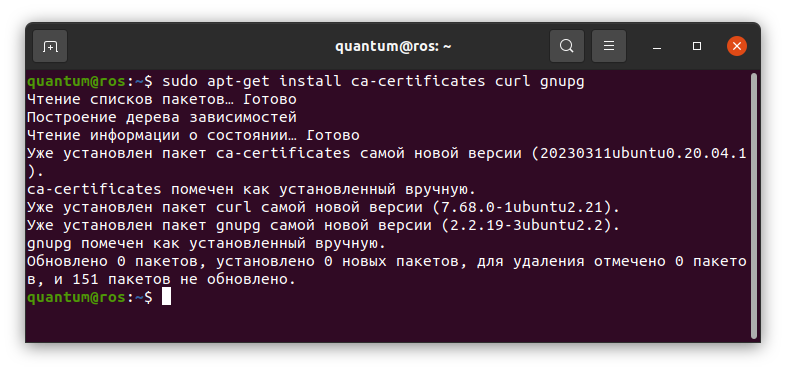 quantum@ros: ~
quantum@ros:~$ sudo apt-get install ca-certificates curl gnupg
Чтение списков пакетов… Готово
Построение дерева зависимостей
Чтение информации о состоянии… Готово
Уже установлен пакет ca-certificates самой новой версии (20230311ubuntu0.20.04.1
).
ca-certificates помечен как установленный вручную.
Уже установлен пакет curl самой новой версии (7.68.0-1ubuntu2.21).
Уже установлен пакет gnupg самой новой версии (2.2.19-3ubuntu2.2).
gnupg помечен как установленный вручную.
Обновлено 0 пакетов, установлено 0 новых пакетов, для удаления отмечено 0 пакето
в, и 151 пакетов не обновлено.
quantum@ros:~$